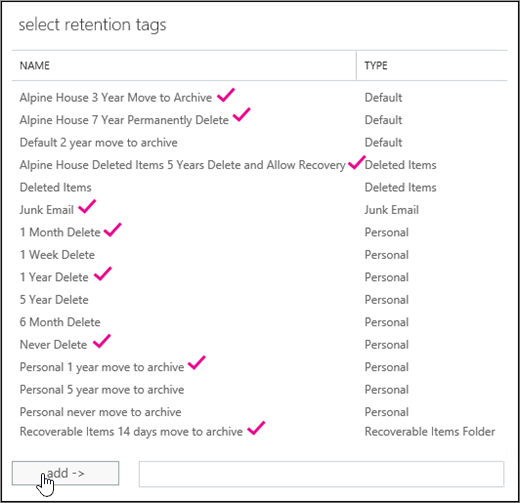 select retention tags
NAME TYPE
Alpine House 3 Year Move to Archive Default
Alpine House 7 Year Permanently Delete Default
Default 2 year move to archive Default
Alpine House Deleted Items 5 Years Delete and Allow Recovery Deleted Items
Deleted Items Deleted Items
Junk Email Junk Email
1 Month Delete Personal
1 Week Delete Personal
1 Year Delete Personal
5 Year Delete Personal
6 Month Delete Personal
Never Delete Personal
Personal 1 year move to archive Personal
Personal 5 year move to archive Personal
Personal never move to archive Personal
Recoverable Items 14 days move to archive Recoverable Items Folder
add ->